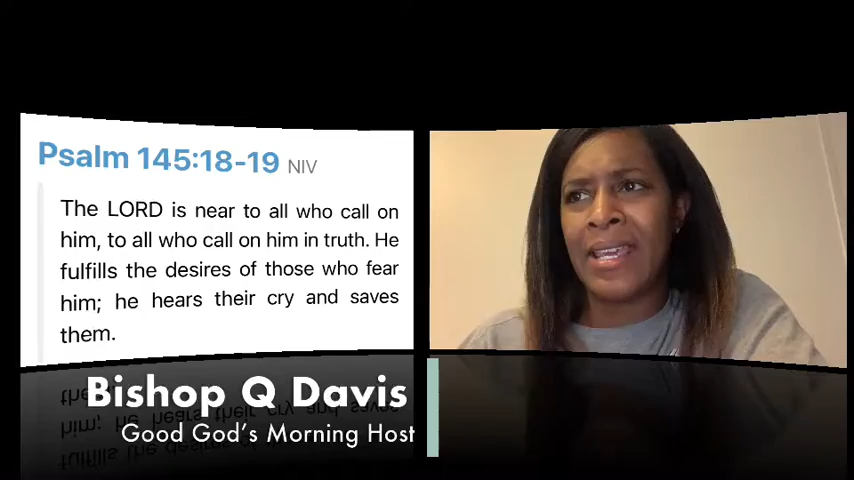 Psalm 145:18-19 NIV
The LORD is near to all who call on
him, to all who call on him in truth. He
fulfills the desires of those who fear
him; he hears their cry and saves
them.
Bishop Q Davis
Good God's Morning Host